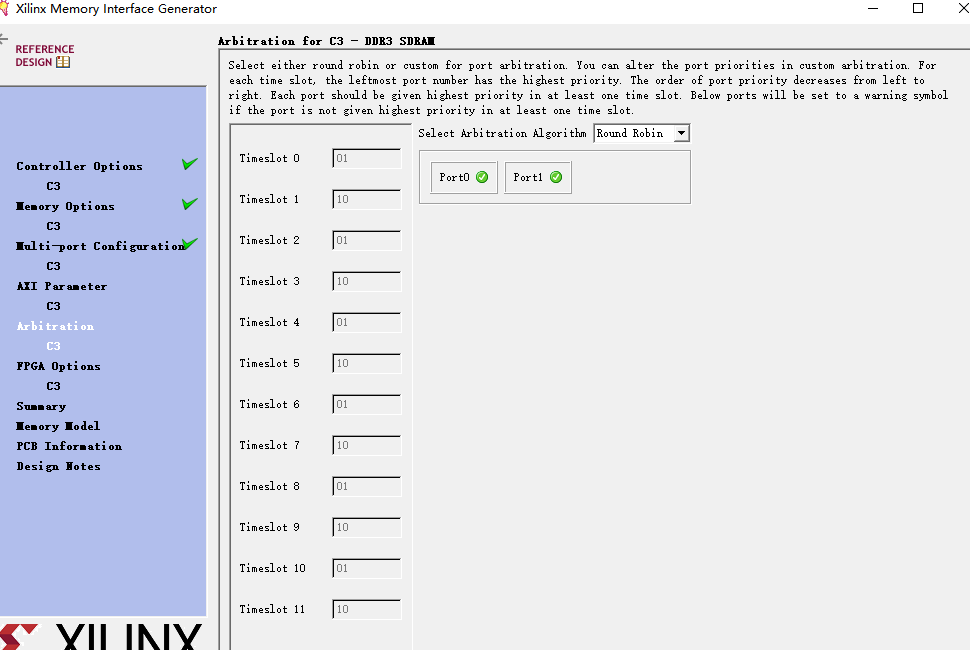 Xilinx Memory Interface Generator
REFERENCE
DESIGN
Controller Options
C3
Memory Options
C3
Multi-port Configuration
C3
AXI Parameter
C3
Arbitration
C3
FPGA Options
C3
Summary
Memory Model
PCB Information
Design Notes
XILINX
Arbitration for C3 - DDR3 SDRAM
Select either round robin or custom for port arbitration. You can alter the port priorities in custom arbitration. For
each time slot, the leftmost port number has the highest priority. The order of port priority decreases from left to
right. Each port should be given highest priority in at least one time slot. Below ports will be set to a warning symbol
if the port is not given highest priority in at least one time slot.
Timeslot 0 01
Timeslot 1 10
Timeslot 2 01
Timeslot 3 10
Timeslot 4 01
Timeslot 5 10
Timeslot 6 01
Timeslot 7 10
Timeslot 8 01
Timeslot 9 10
Timeslot 10 01
Timeslot 11 10
Select Arbitration Algorithm Round Robin
Port0 Port1